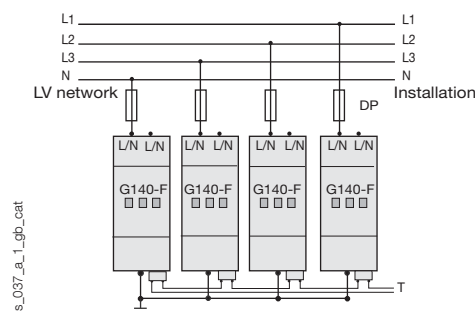 L1 L1
L2 L2
L3 L3
N N
LV network Installation
DP
L/N L/N L/N L/N L/N L/N L/N L/N
G140-F G140-F G140-F G140-F
T
s_037_a_1_gb_cat